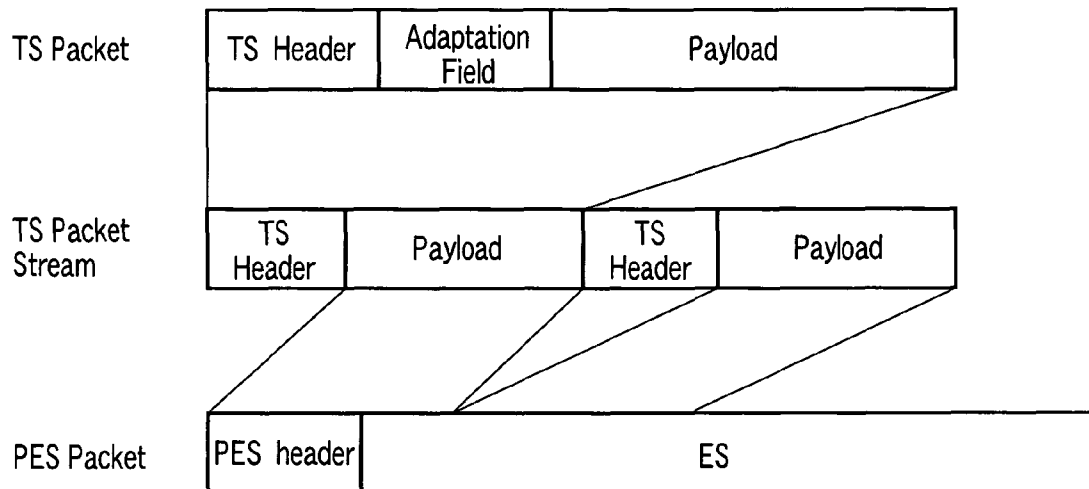 TS Packet
TS Header
Adaptation
Field
Payload
TS Packet
Stream
TS
Header
Payload
TS
Header
Payload
PES Packet
PES header
ES